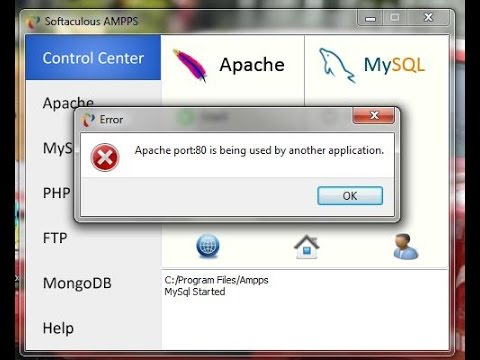 Softaculous AMPPS
Control Center
Apache
MySQL
Apache
MyS
Error
Apache port:80 is being used by another application.
OK
PHP
FTP
MongoDB
Help
C:/Program Files/Ampps
MySql Started